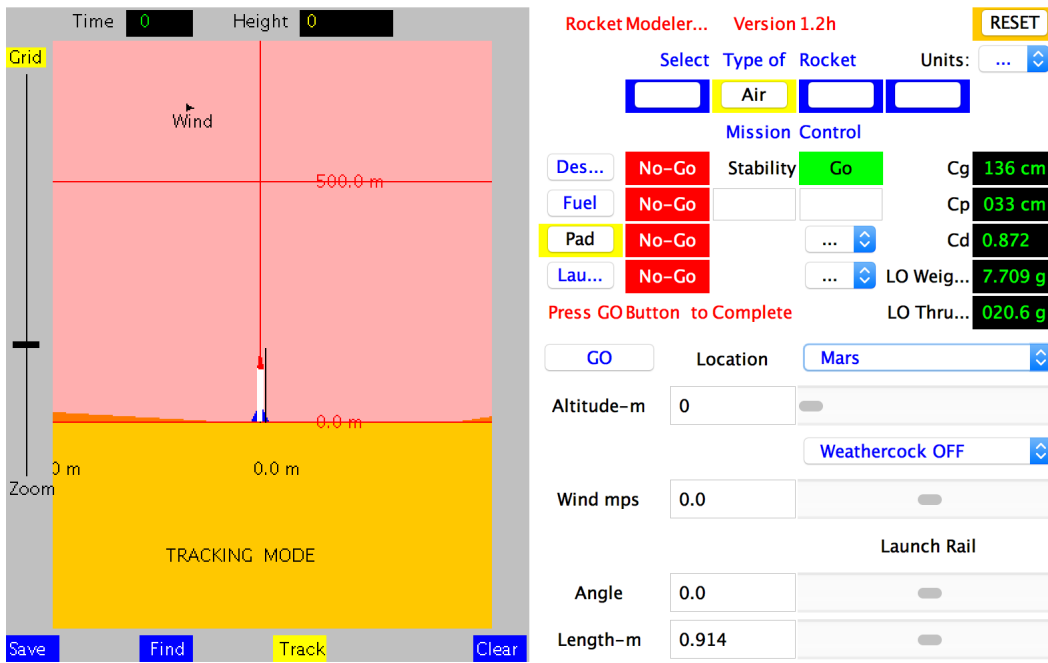 Time 0 Height 0
Grid
Wind
500.0 m
0.0 m
0 m 0.0 m
Zoom
TRACKING MODE
Save Find Track Clear
Rocket Modeler... Version 1.2h RESET
Select Type of Rocket Units: ...
Air
Mission Control
Des... No-Go Stability Go Cg 136 cm
Fuel No-Go Cp 033 cm
Pad No-Go ... Cd 0.872
Lau... No-Go ... LO Weig... 7.709 g
Press GO Button to Complete LO Thru... 020.6 g
GO Location Mars
Altitude-m 0
Weathercock OFF
Wind mps 0.0
Launch Rail
Angle 0.0
Length-m 0.914